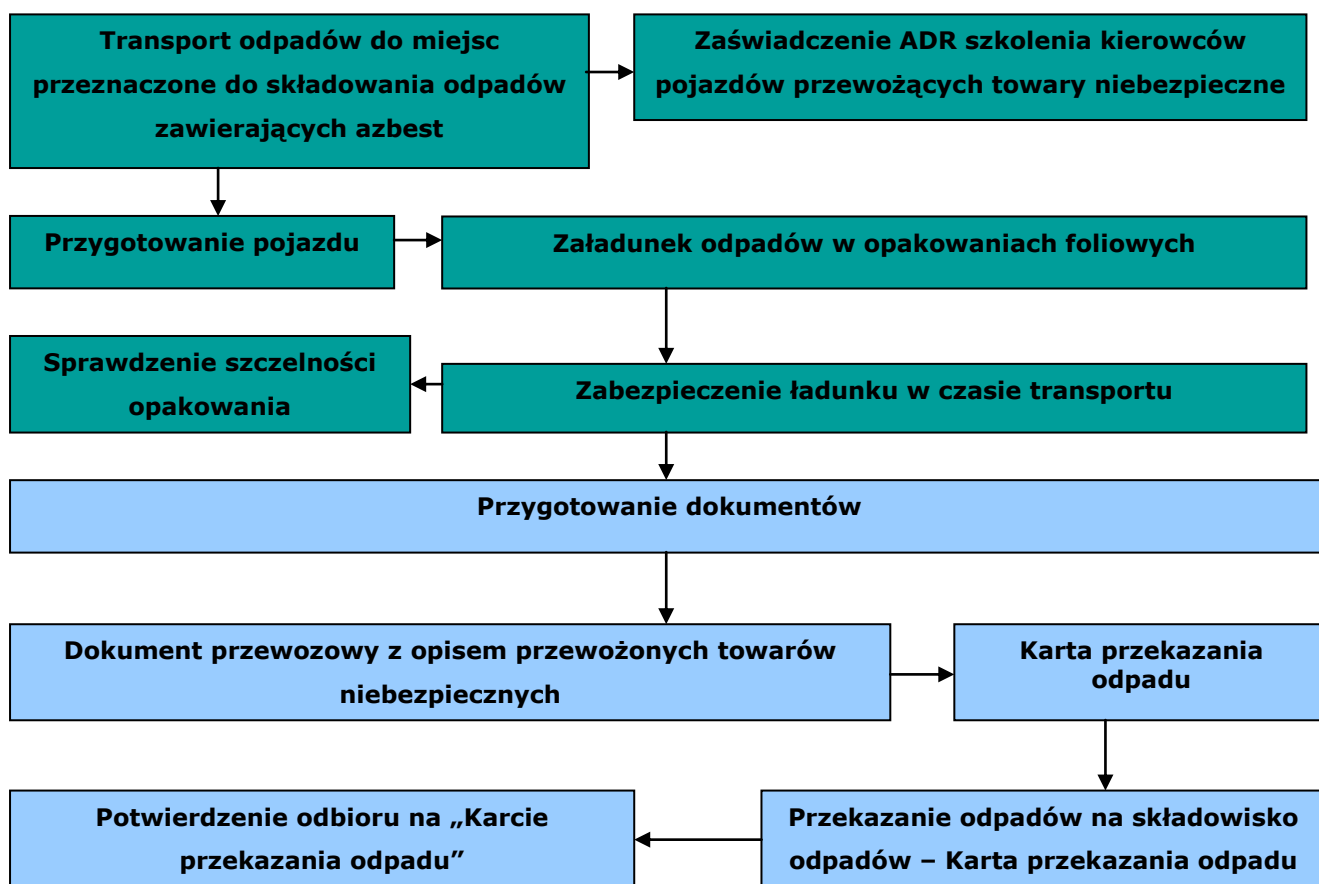 Transport odpadów do miejsc
przeznaczone do składowania odpadów
zawierających azbest
Zaświadczenie ADR szkolenia kierowców
pojazdów przewożących towary niebezpieczne
Przygotowanie pojazdu
Załadunek odpadów w opakowaniach foliowych
Sprawdzenie szczelności
opakowania
Zabezpieczenie ładunku w czasie transportu
Przygotowanie dokumentów
Dokument przewozowy z opisem przewożonych towarów
niebezpiecznych
Karta przekazania
odpadu
Potwierdzenie odbioru na „Karcie
przekazania odpadu”
Przekazanie odpadów na składowisko
odpadów – Karta przekazania odpadu